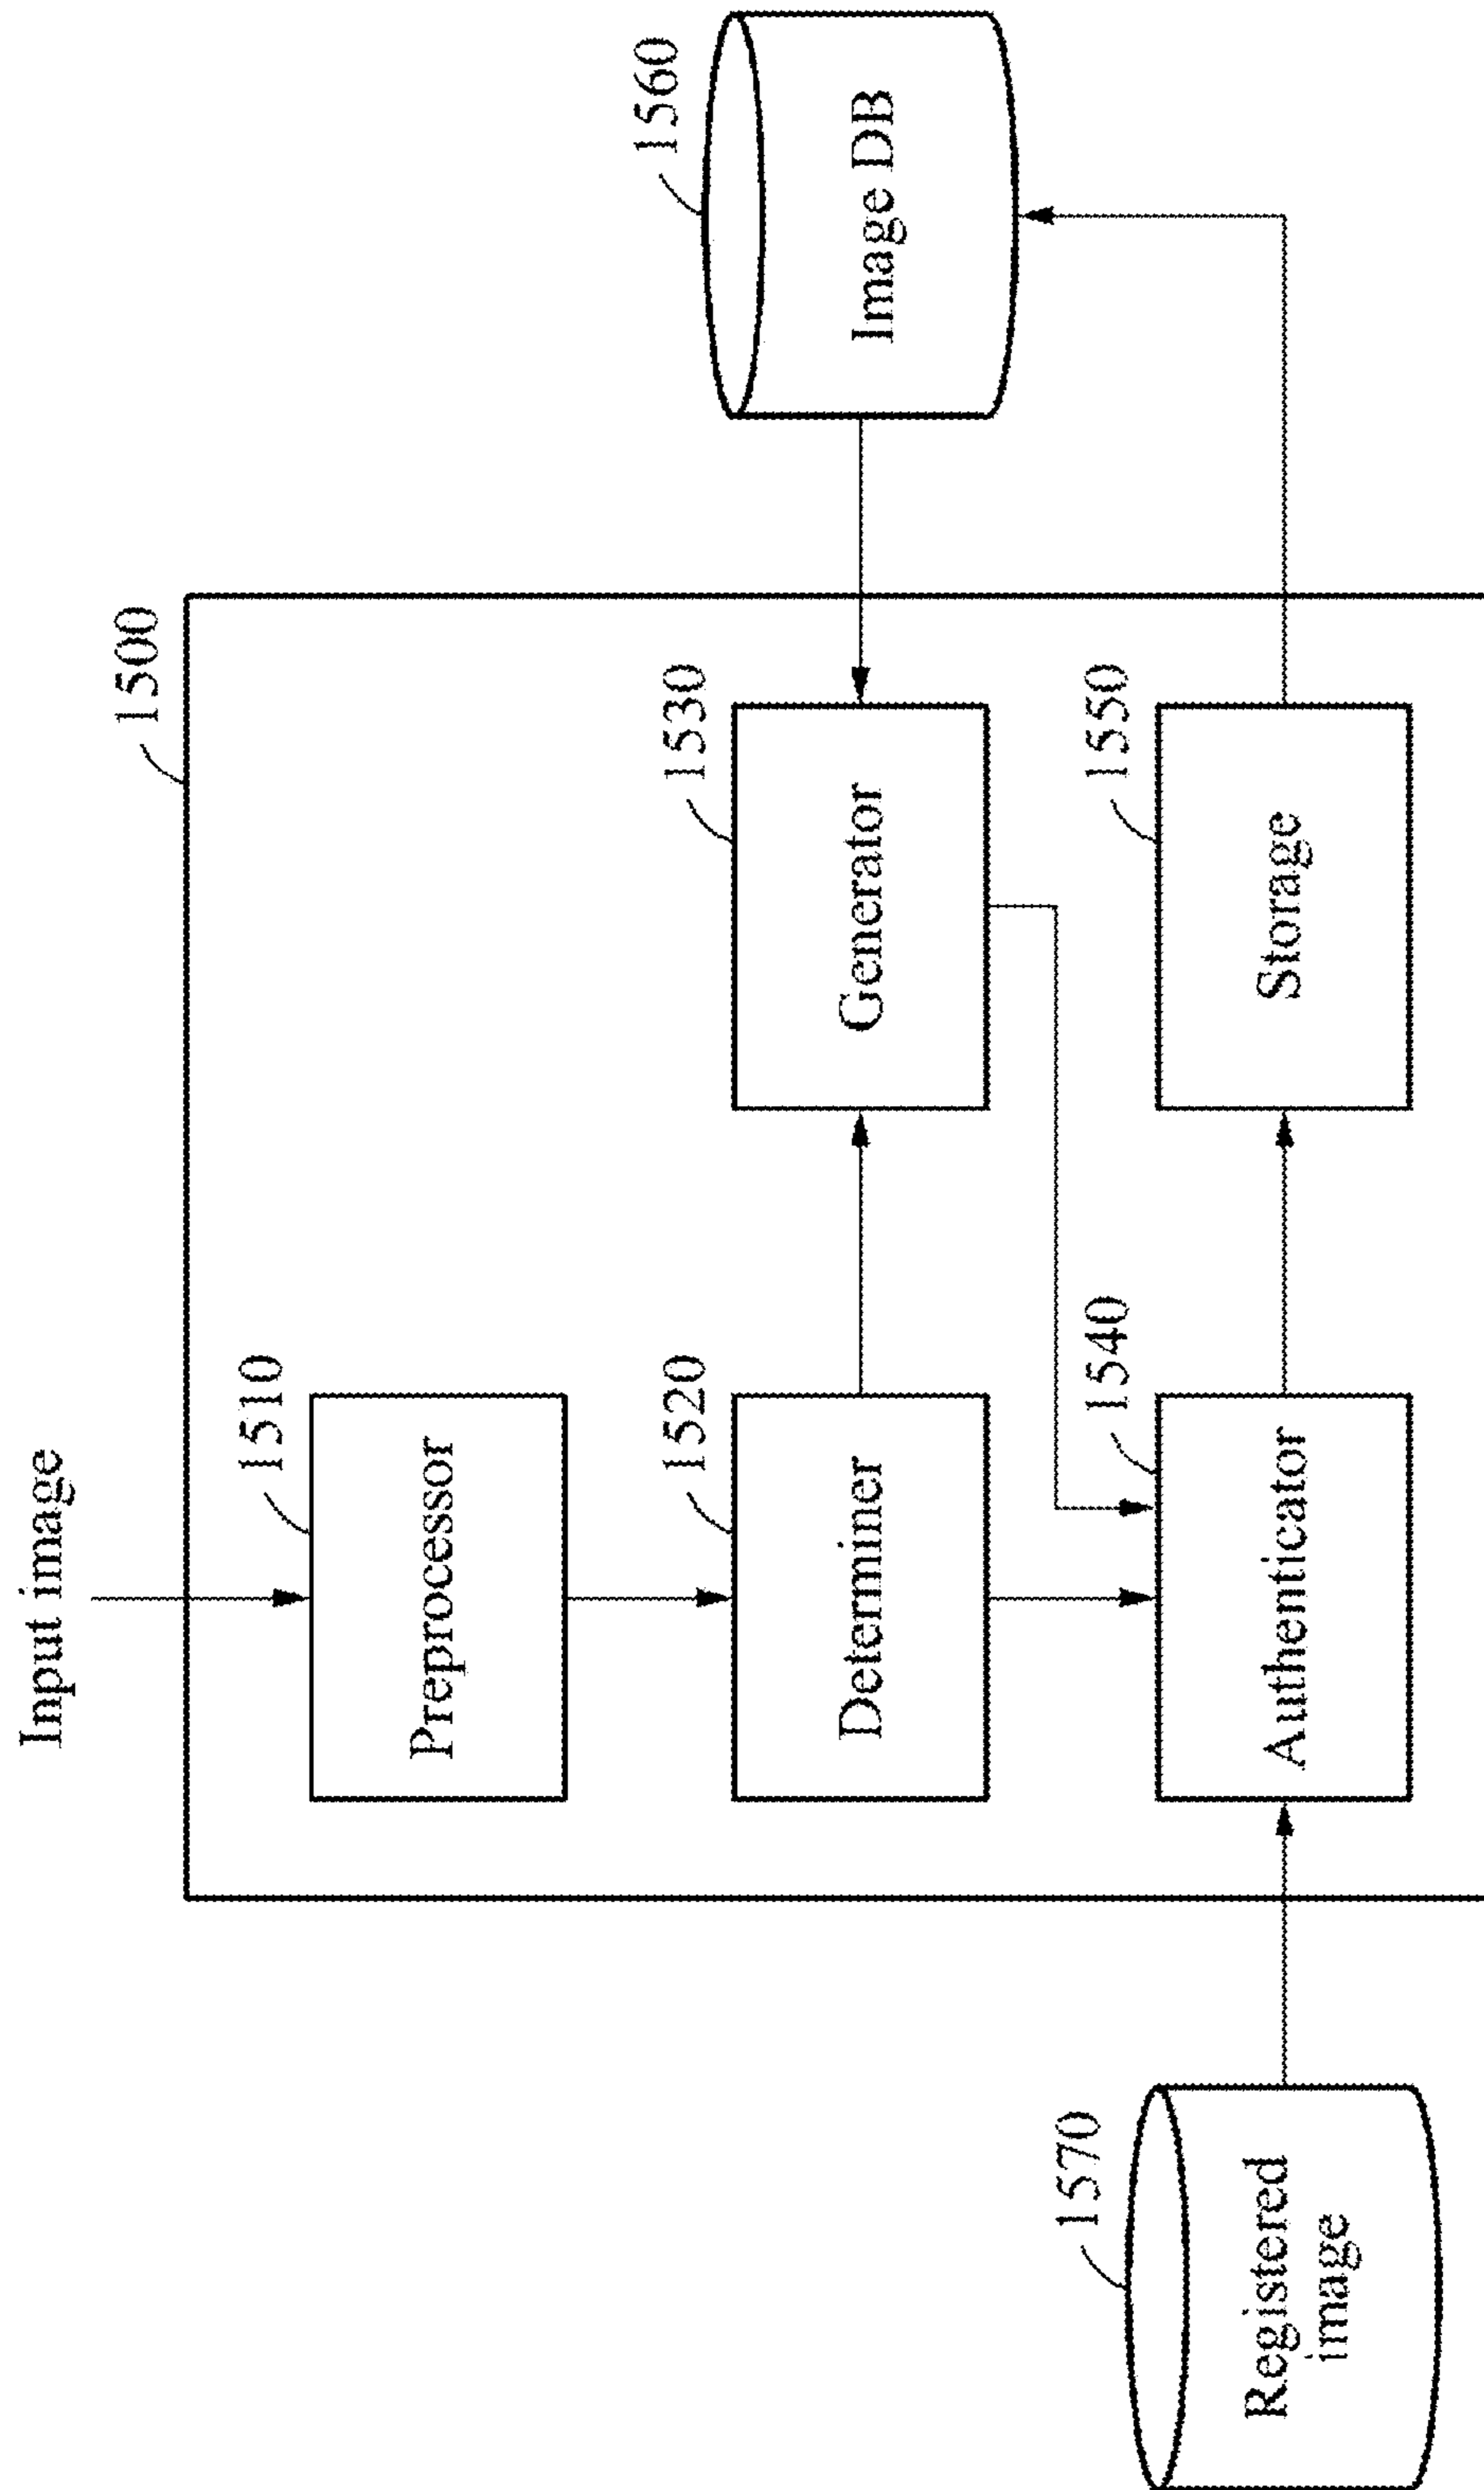 Input image
1500
1510
Preprocessor
1520
Determiner
1530
Generator
1560
Image DB
1570
Registered
image
1540
Authenticator
1550
Storage